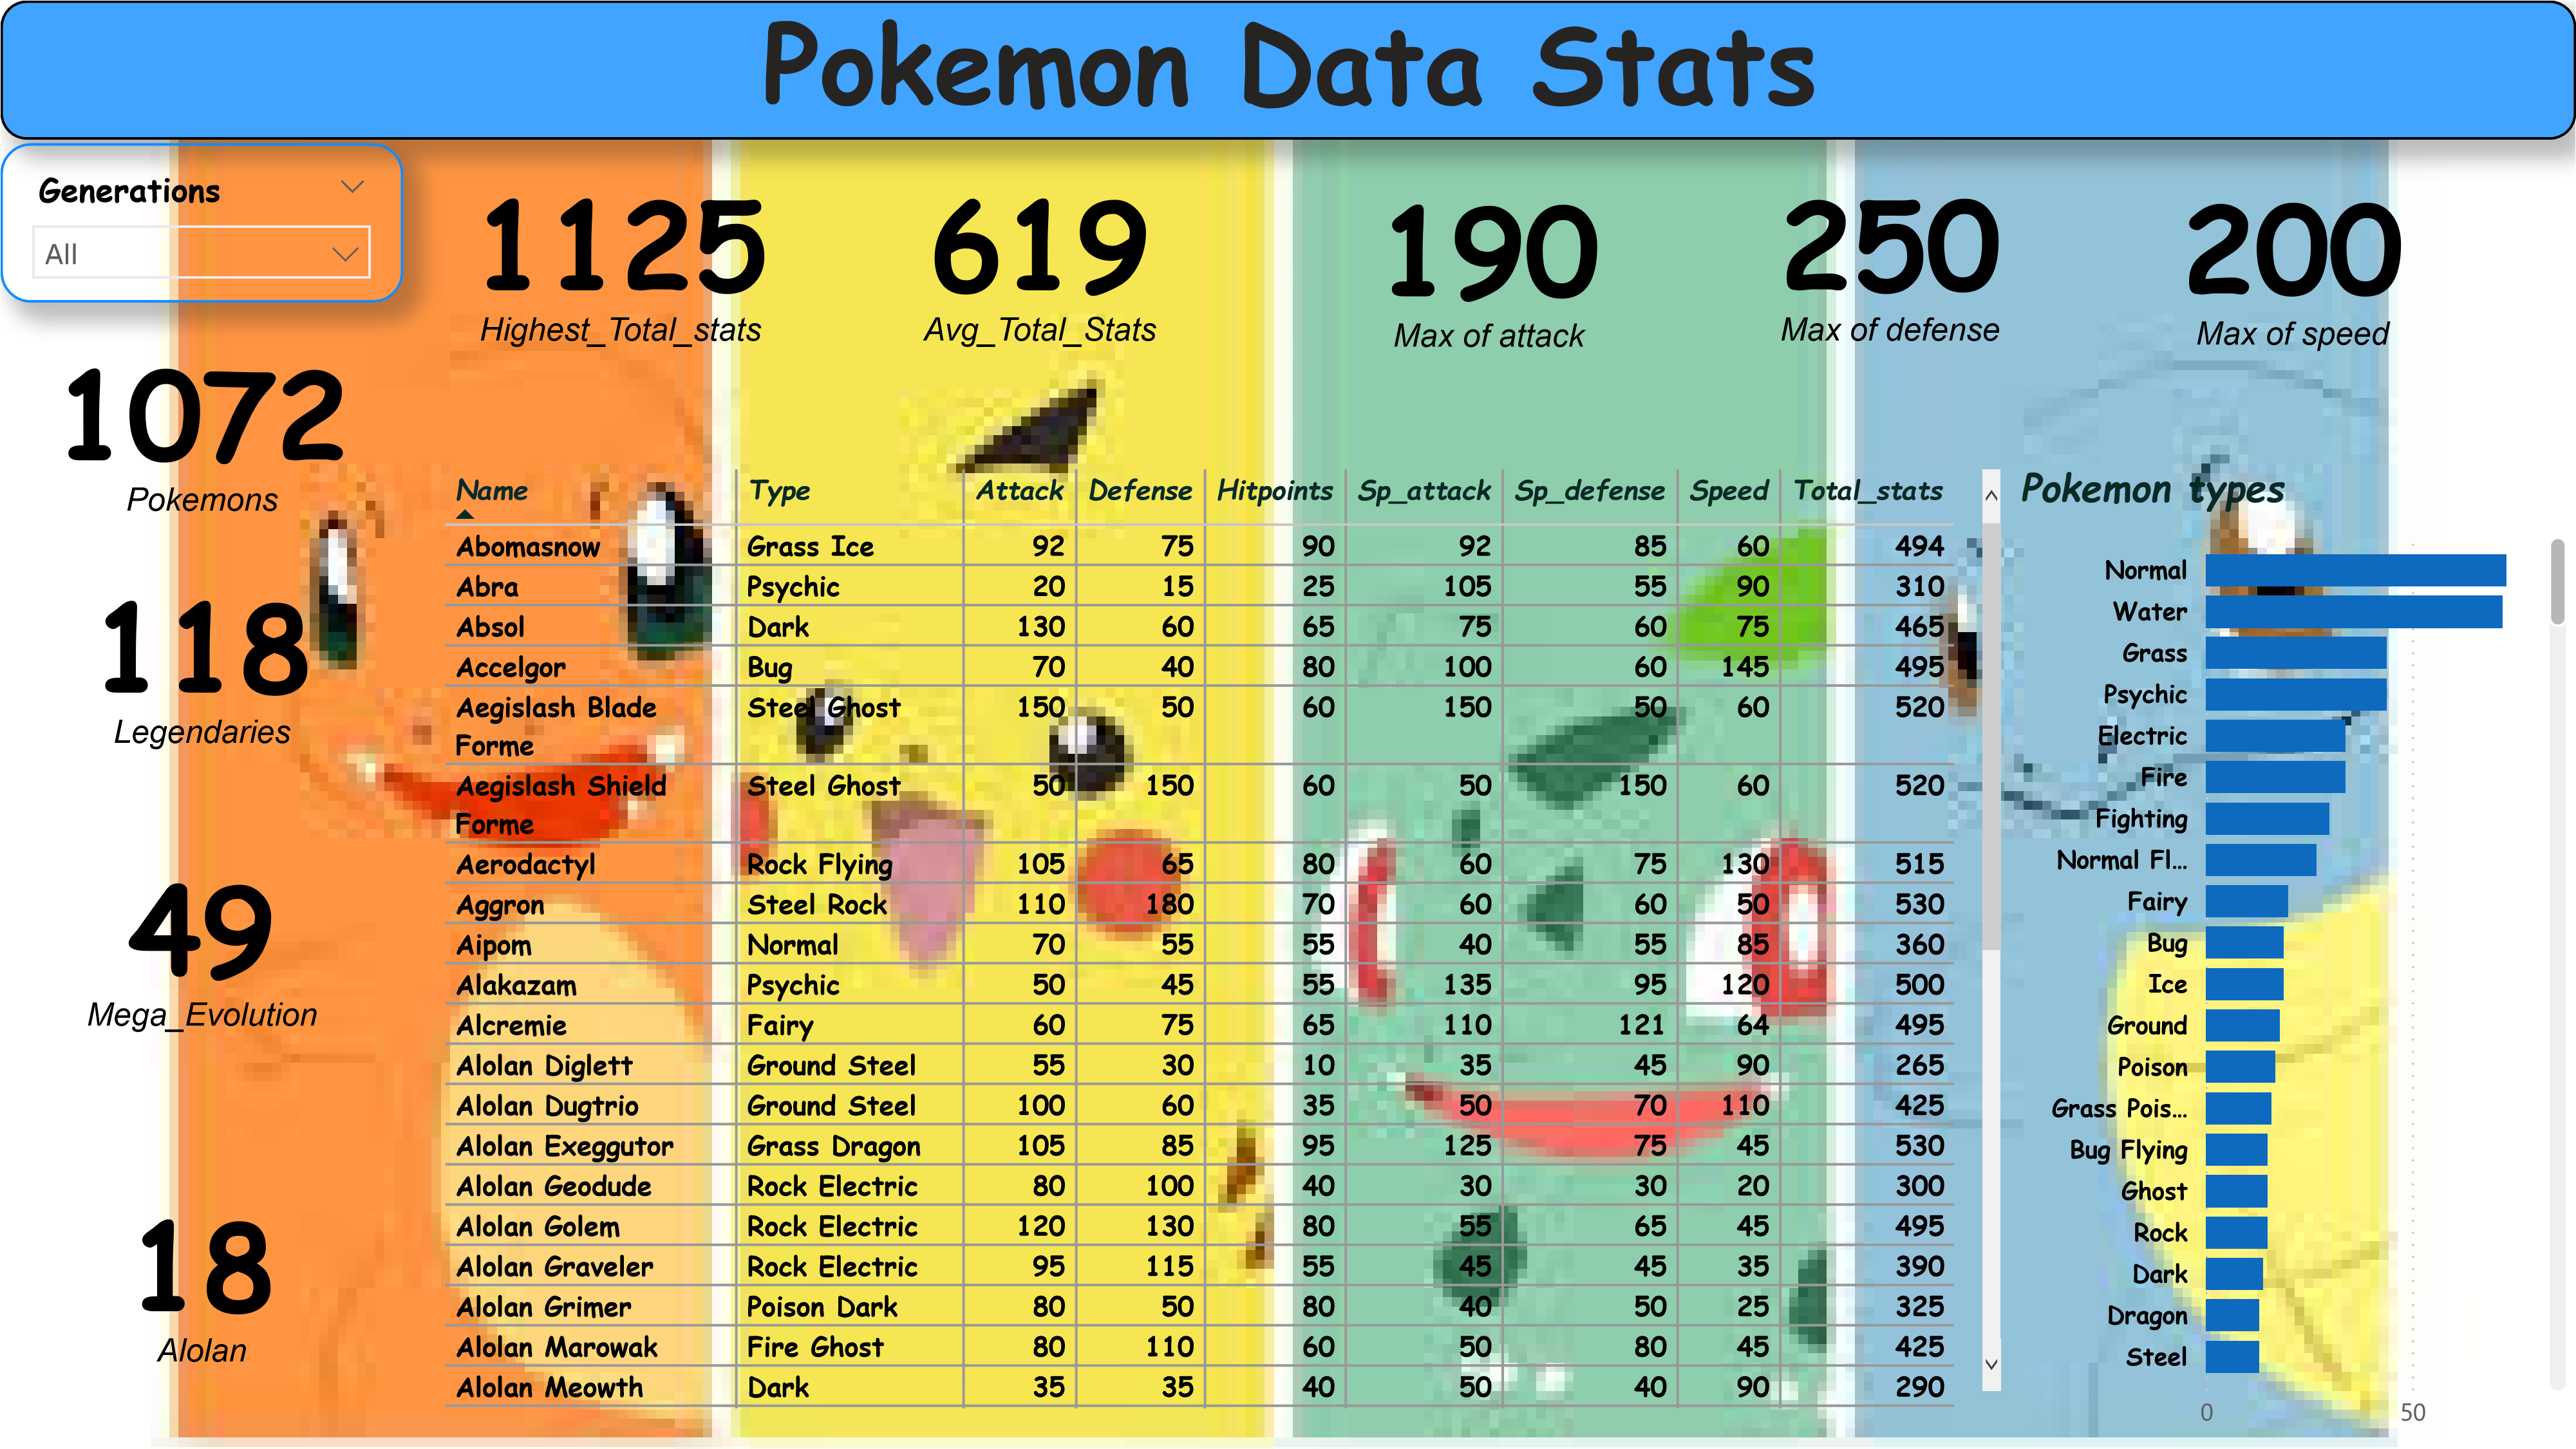 Pokemon Data Stats
Generations
All
1125
Highest_Total_stats
619
Avg_Total_Stats
190
Max of attack
250
Max of defense
200
Max of speed
1072
Pokemons
118
Legendaries
49
Mega_Evolution
18
Alolan
Name Type Attack Defense Hitpoints Sp_attack Sp_defense Speed Total_stats
Abomasnow Grass Ice 92 75 90 92 85 60 494
Abra Psychic 20 15 25 105 55 90 310
Absol Dark 130 60 65 75 60 75 465
Accelgor Bug 70 40 80 100 60 145 495
Aegislash Blade Steel Ghost 150 50 60 150 50 60 520
Forme
Aegislash Shield Steel Ghost 50 150 60 50 150 60 520
Forme
Aerodactyl Rock Flying 105 65 80 60 75 130 515
Aggron Steel Rock 110 180 70 60 60 50 530
Aipom Normal 70 55 55 40 55 85 360
Alakazam Psychic 50 45 55 135 95 120 500
Alcremie Fairy 60 75 65 110 121 64 495
Alolan Diglett Ground Steel 55 30 10 35 45 90 265
Alolan Dugtrio Ground Steel 100 60 35 50 70 110 425
Alolan Exeggutor Grass Dragon 105 85 95 125 75 45 530
Alolan Geodude Rock Electric 80 100 40 30 30 20 300
Alolan Golem Rock Electric 120 130 80 55 65 45 495
Alolan Graveler Rock Electric 95 115 55 45 45 35 390
Alolan Grimer Poison Dark 80 50 80 40 50 25 325
Alolan Marowak Fire Ghost 80 110 60 50 80 45 425
Alolan Meowth Dark 35 35 40 50 40 90 290
Pokemon types
Normal
Water
Grass
Psychic
Electric
Fire
Fighting
Normal Fl...
Fairy
Bug
Ice
Ground
Poison
Grass Pois...
Bug Flying
Ghost
Rock
Dark
Dragon
Steel
0 50